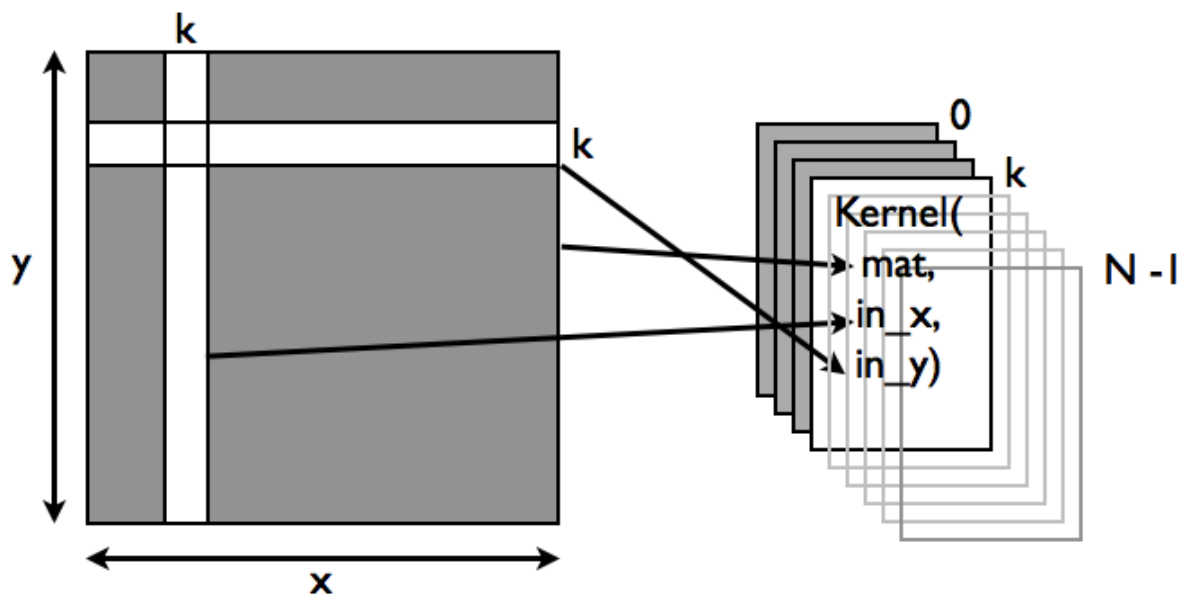 k
k
y
x
0
k
N -1
Kernel(
mat,
in_x,
in_y)